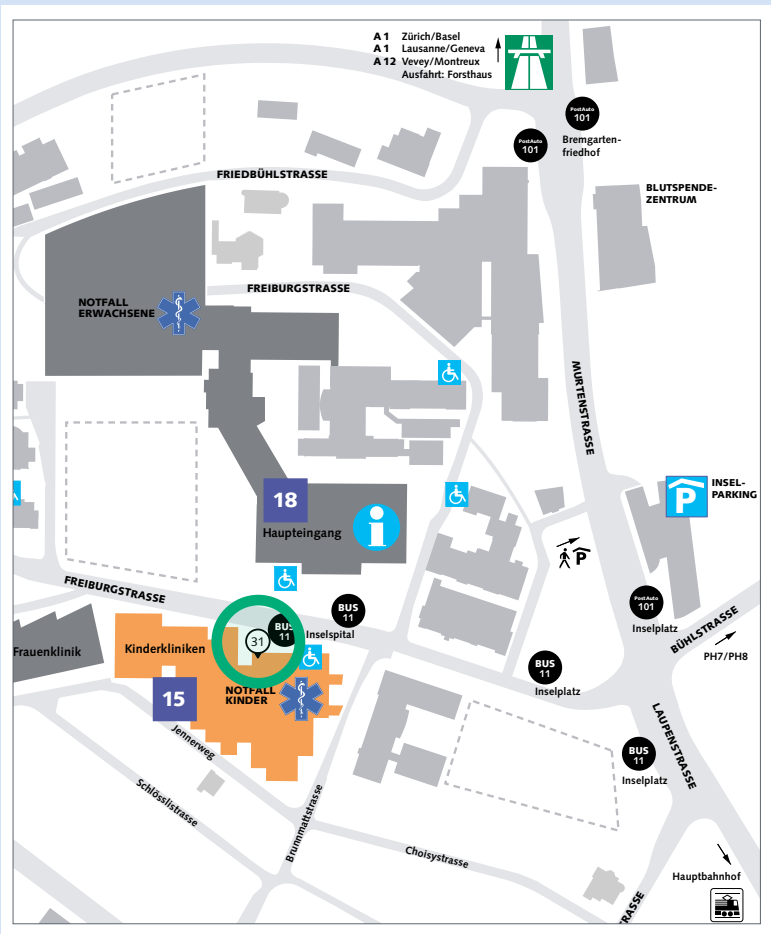 A 1 Zürich/Basel
A 1 Lausanne/Geneva
A 12 Vevey/Montreux
Ausfahrt: Forsthaus
PostAuto
101
PostAuto
101
Bremgarten-
friedhof
FRIEDBÜHLSTRASSE
BLUTSPENDE-
ZENTRUM
FREIBURGSTRASSE
NOTFALL
ERWACHSENE
MURTENSTRASSE
18
Haupteingang
i
P
INSEL-
PARKING
P
FREIBURGSTRASSE
BUS
11
PostAuto
101
Inselplatz
BÜHLSTRASSE
PH7/PH8
Frauenklinik
Kinderkliniken
31
BUS
11
Inselspital
BUS
11
Inselplatz
15
NOTFALL
KINDER
LAUPENSTRASSE
Jennerweg
BUS
11
Inselplatz
Schlösslistrasse
Brunnmattstrasse
Choisystrasse
Hauptbahnhof
RASSE